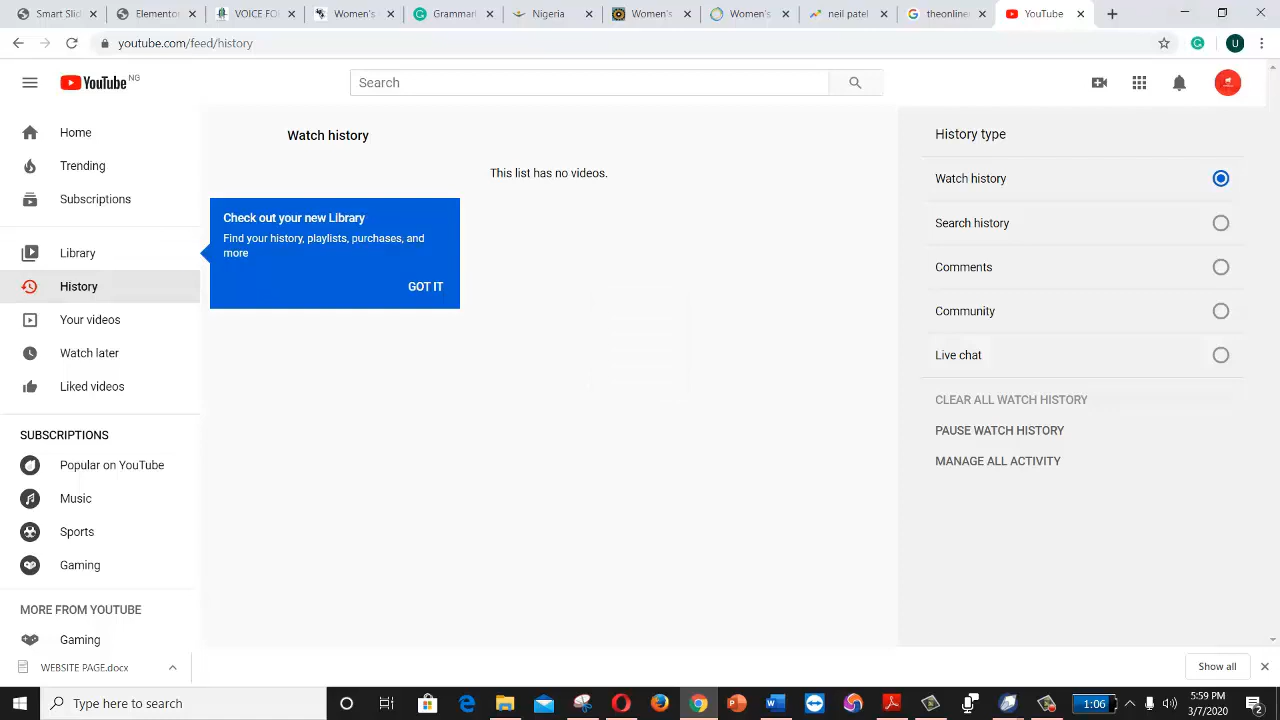 Smart Slid
Elementor
VOICE FO
Women's
Grammarl
Nigeria
Women's
Women's
neil patel
theonline
YouTube
youtube.com/feed/history
U
YouTube NG
Search
Home
Trending
Subscriptions
Library
History
Your videos
Watch later
Liked videos
SUBSCRIPTIONS
Popular on YouTube
Music
Sports
Gaming
MORE FROM YOUTUBE
Gaming
Watch history
This list has no videos.
Check out your new Library
Find your history, playlists, purchases, and
more
GOT IT
History type
Watch history
Search history
Comments
Community
Live chat
CLEAR ALL WATCH HISTORY
PAUSE WATCH HISTORY
MANAGE ALL ACTIVITY
WEBSITE PAGE.docx
Show all
Type here to search
1:06
5:59 PM
3/7/2020
2